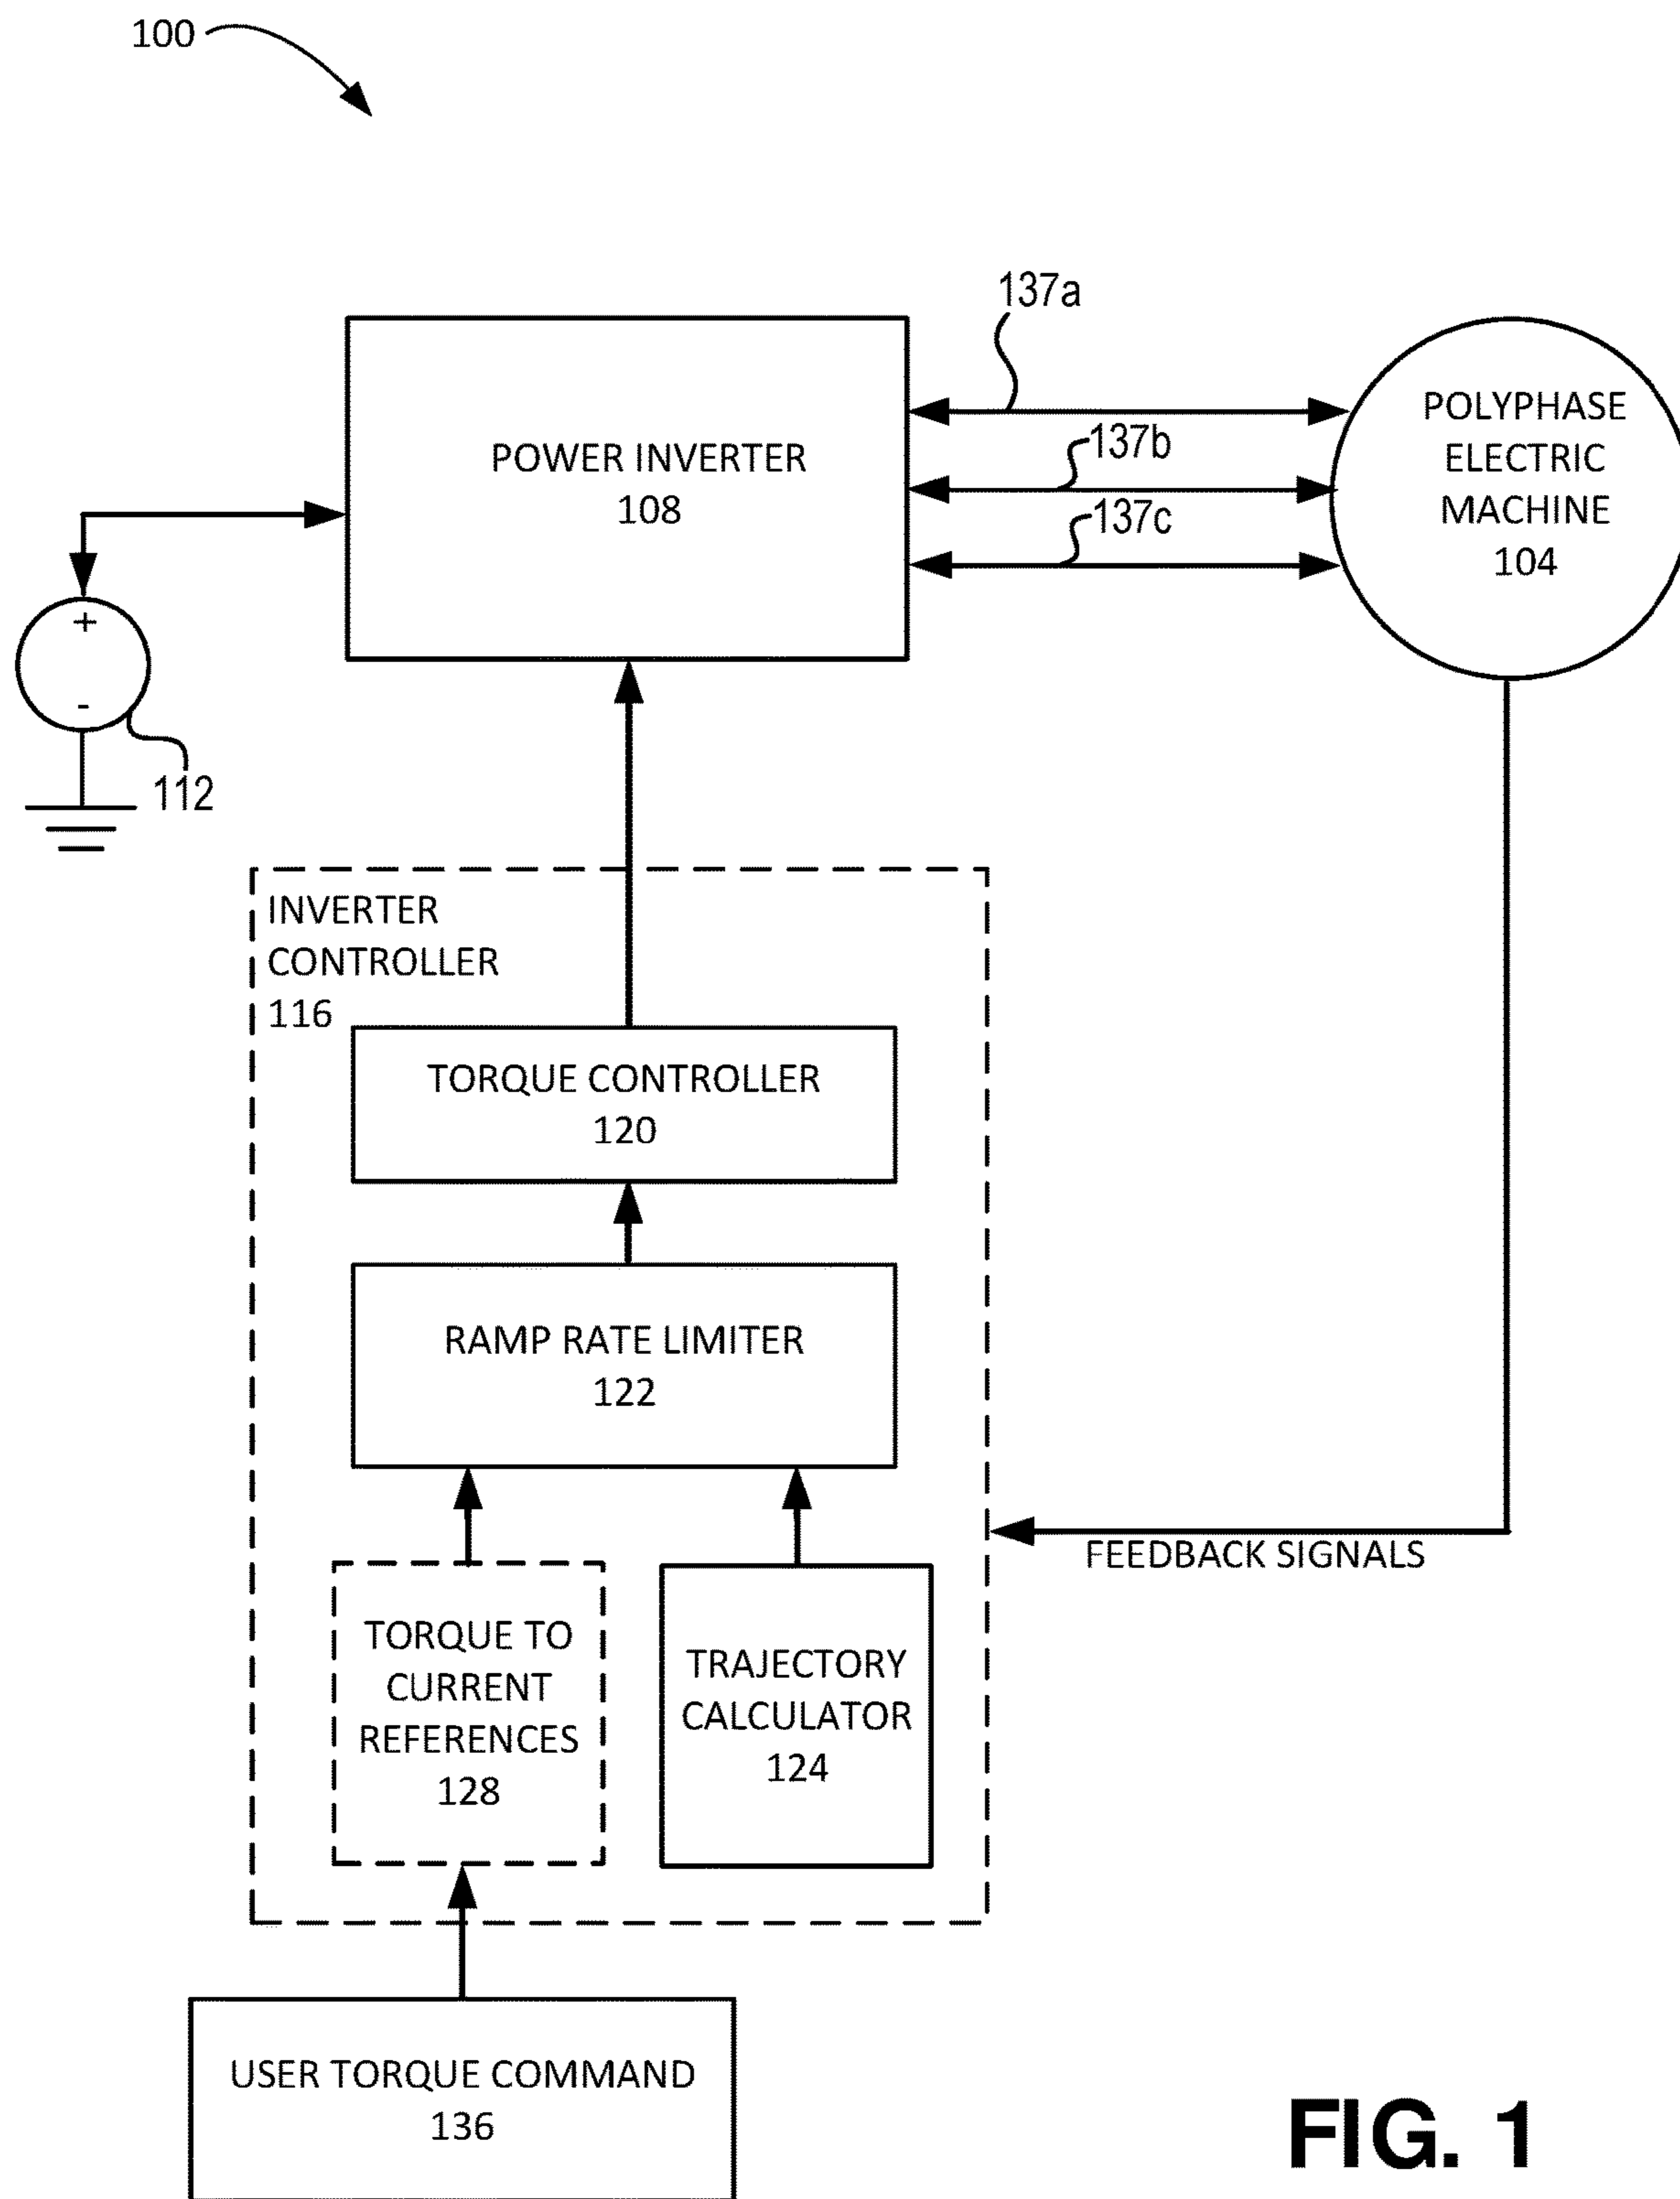 100
137a
POWER INVERTER
108
137b
137c
POLYPHASE
ELECTRIC
MACHINE
104
+
-
112
INVERTER
CONTROLLER
116
TORQUE CONTROLLER
120
RAMP RATE LIMITER
122
FEEDBACK SIGNALS
TORQUE TO
CURRENT
REFERENCES
128
TRAJECTORY
CALCULATOR
124
USER TORQUE COMMAND
136
FIG. 1